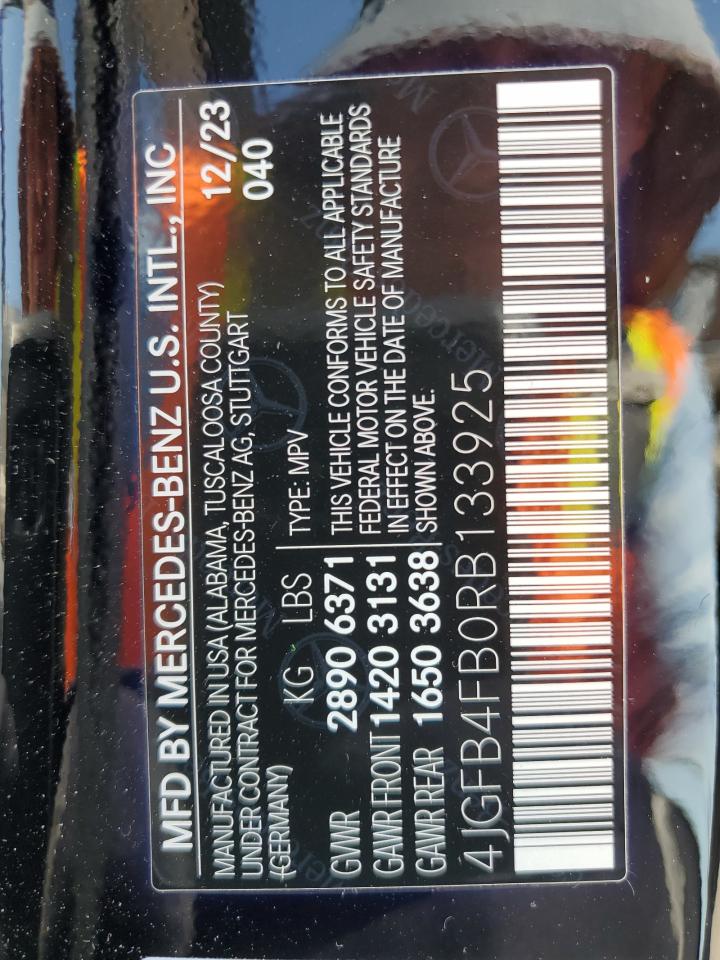 MFD BY MERCEDES-BENZ U.S. INTL., INC
MANUFACTURED IN USA (ALABAMA, TUSCALOOSA COUNTY) 12/23
UNDER CONTRACT FOR MERCEDES-BENZ AG, STUTTGART 040
(GERMANY)
KG LBS TYPE: MPV
GVWR 2890 6371
GAWR FRONT 1420 3131
GAWR REAR 1650 3638
THIS VEHICLE CONFORMS TO ALL APPLICABLE
FEDERAL MOTOR VEHICLE SAFETY STANDARDS
IN EFFECT ON THE DATE OF MANUFACTURE
SHOWN ABOVE.
4JGFB4FB0RB133925